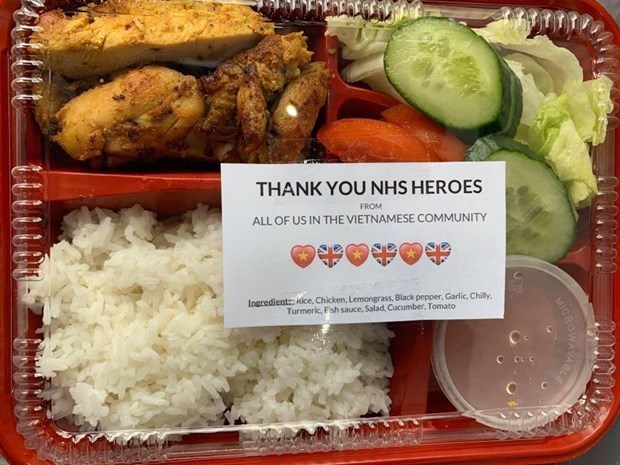 THANK YOU NHS HEROES
FROM
ALL OF US IN THE VIETNAMESE COMMUNITY
Ingredients: Rice, Chicken, Lemongrass, Black pepper, Garlic, Chilly,
Turmeric, Fish sauce, Salad, Cucumber, Tomato
MICROWAVABLE